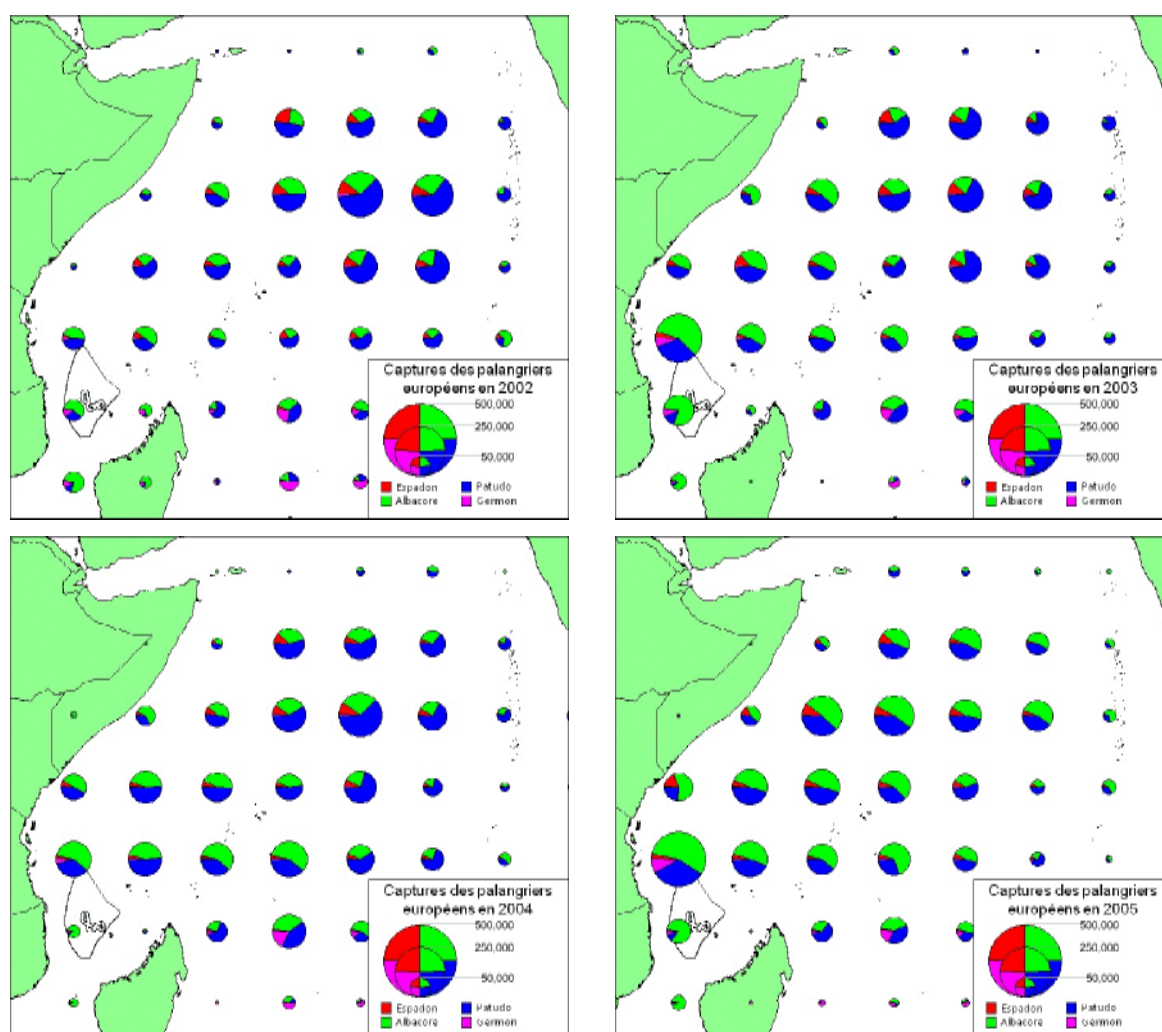 Captures des palangriers
européens en 2002
500,000
250,000
50,000
Espadon Patudo
Albacore Germon
Captures des palangriers
européens en 2003
500,000
250,000
50,000
Espadon Patudo
Albacore Germon
Captures des palangriers
européens en 2004
500,000
250,000
50,000
Espadon Patudo
Albacore Germon
Captures des palangriers
européens en 2005
500,000
250,000
50,000
Espadon Patudo
Albacore Germon